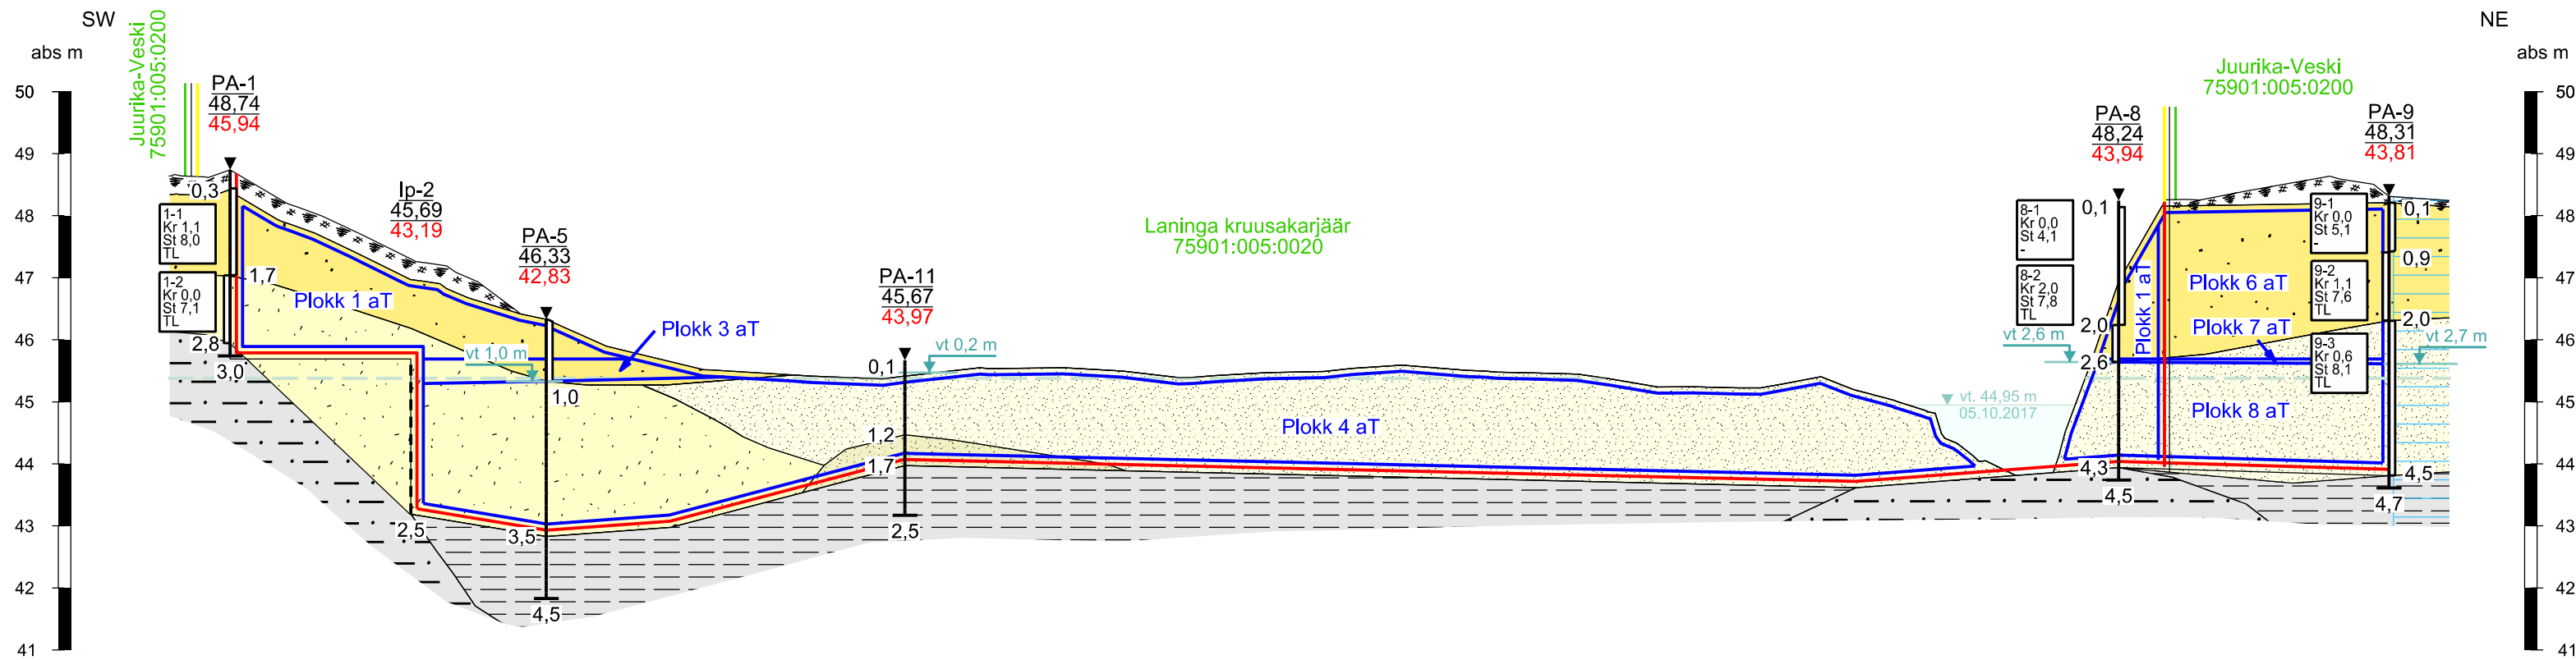 SW
NE
abs m
abs m
Juurika-Veski
75901:005:0200
PA-1
48,74
45,94
Ip-2
45,69
43,19
PA-5
46,33
42,83
PA-11
45,67
43,97
Laninga kruusakarjäär
75901:005:0020
PA-8
48,24
43,94
Juurika-Veski
75901:005:0200
PA-9
48,31
43,81
50
49
48
47
46
45
44
43
42
41
0,3
1-1
Kr 1,1
St 8,0
TL
1,7
1-2
Kr 0,0
St 7,1
TL
2,8
3,0
Plokk 1 aT
vt 1,0 m
Plokk 3 aT
1,0
2,5
3,5
4,5
0,1
vt 0,2 m
1,2
1,7
2,5
Plokk 4 aT
vt. 44,95 m
05.10.2017
8-1
Kr 0,0
St 4,1
-
8-2
Kr 2,0
St 7,8
TL
vt 2,6 m
0,1
2,0
2,6
4,3
4,5
Plokk 1 aT
Plokk 6 aT
Plokk 7 aT
Plokk 8 aT
9-1
Kr 0,0
St 5,1
-
9-2
Kr 1,1
St 7,6
TL
9-3
Kr 0,6
St 8,1
TL
0,1
0,9
2,0
vt 2,7 m
4,5
4,7
50
49
48
47
46
45
44
43
42
41